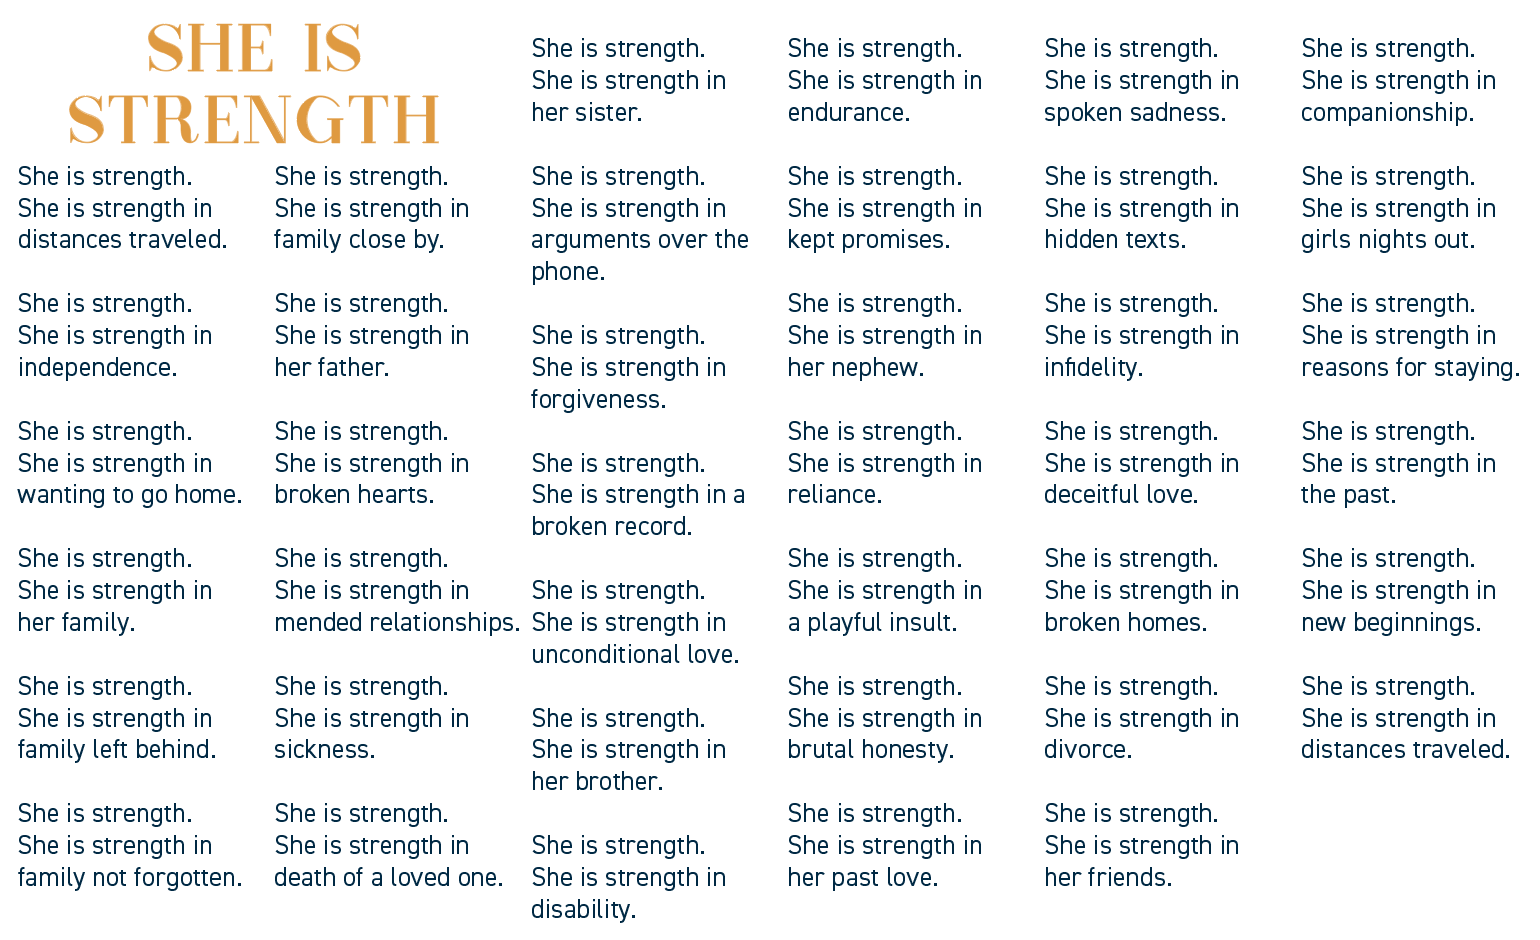 SHE IS
STRENGTH
She is strength.
She is strength in
distances traveled.
She is strength.
She is strength in
independence.
She is strength.
She is strength in
wanting to go home.
She is strength.
She is strength in
her family.
She is strength.
She is strength in
family left behind.
She is strength.
She is strength in
family not forgotten.
She is strength.
She is strength in
family close by.
She is strength.
She is strength in
her father.
She is strength.
She is strength in
broken hearts.
She is strength.
She is strength in
mended relationships.
She is strength.
She is strength in
sickness.
She is strength.
She is strength in
death of a loved one.
She is strength.
She is strength in
her sister.
She is strength.
She is strength in
arguments over the
phone.
She is strength.
She is strength in
forgiveness.
She is strength.
She is strength in a
broken record.
She is strength.
She is strength in
unconditional love.
She is strength.
She is strength in
her brother.
She is strength.
She is strength in
disability.
She is strength.
She is strength in
endurance.
She is strength.
She is strength in
kept promises.
She is strength.
She is strength in
her nephew.
She is strength.
She is strength in
reliance.
She is strength.
She is strength in
a playful insult.
She is strength.
She is strength in
brutal honesty.
She is strength.
She is strength in
her past love.
She is strength.
She is strength in
spoken sadness.
She is strength.
She is strength in
hidden texts.
She is strength.
She is strength in
infidelity.
She is strength.
She is strength in
deceitful love.
She is strength.
She is strength in
broken homes.
She is strength.
She is strength in
divorce.
She is strength.
She is strength in
her friends.
She is strength.
She is strength in
companionship.
She is strength.
She is strength in
girls nights out.
She is strength.
She is strength in
reasons for staying.
She is strength.
She is strength in
the past.
She is strength.
She is strength in
new beginnings.
She is strength.
She is strength in
distances traveled.